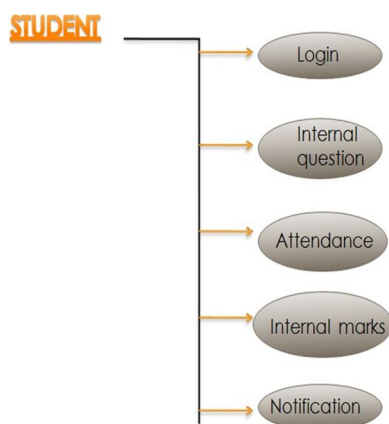 STUDENT
Login
Internal
question
Attendance
Internal marks
Notification